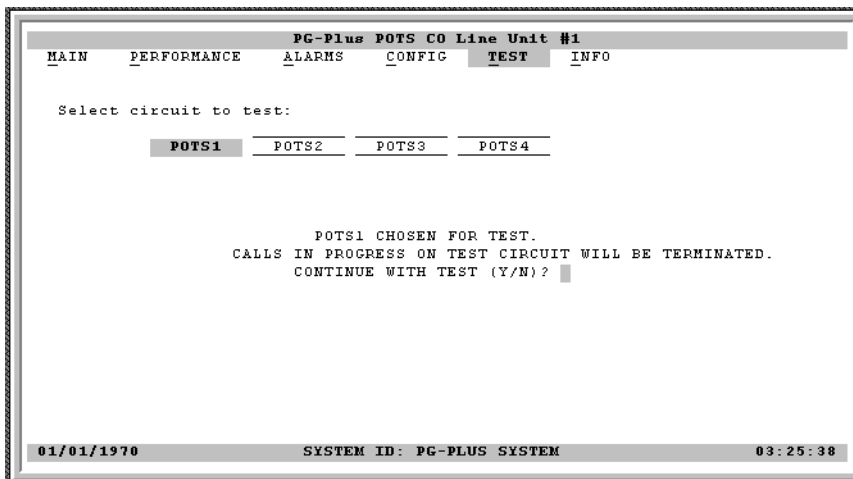 PG-Plus POTS CO Line Unit #1
MAIN PERFORMANCE ALARMS CONFIG TEST INFO
Select circuit to test:
POTS1 POTS2 POTS3 POTS4
POTS1 CHOSEN FOR TEST.
CALLS IN PROGRESS ON TEST CIRCUIT WILL BE TERMINATED.
CONTINUE WITH TEST (Y/N)?
01/01/1970 SYSTEM ID: PG-PLUS SYSTEM 03:25:38